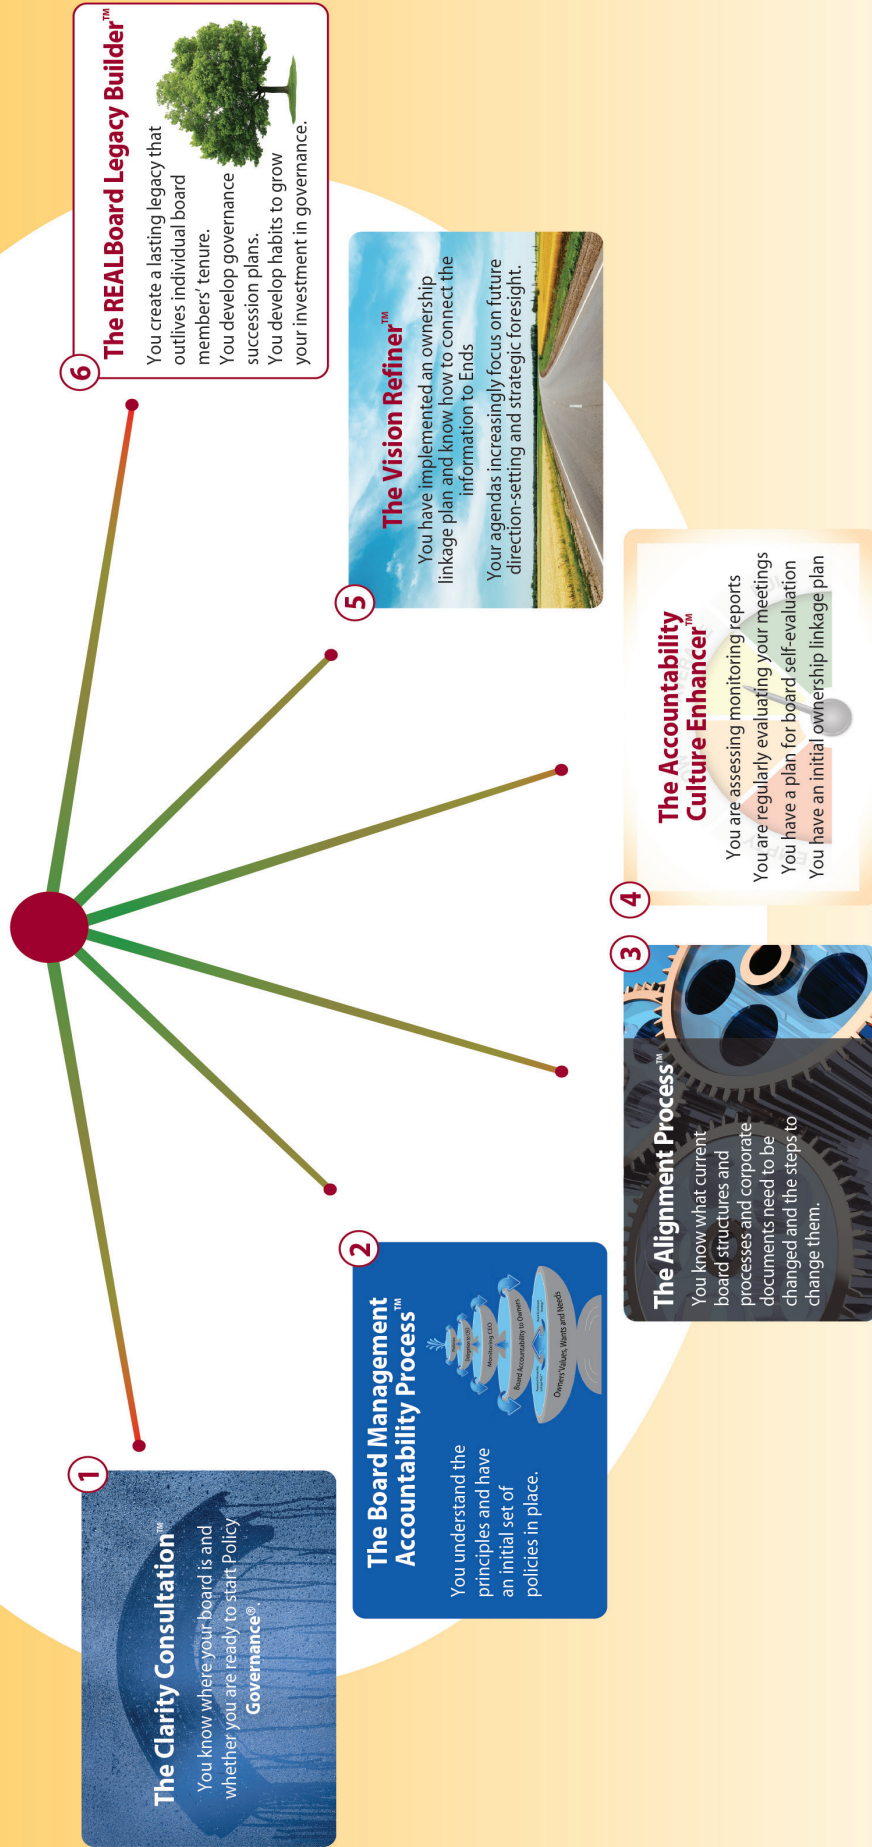 1
The Clarity Consultation™
You know where your board is and
whether you are ready to start Policy
Governance®.
2
The Board Management
Accountability Process™
You understand the
principles and have
an initial set of
policies in place.
Monitoring CEO
Board Accountability to Owners
Owners' Values, Wants and Needs
3
The Alignment Process™
You know what current
board structures and
processes and corporate
documents need to be
changed and the steps to
change them.
4
The Accountability
Culture Enhancer™
You are assessing monitoring reports
You are regularly evaluating your meetings
You have a plan for board self-evaluation
You have an initial ownership linkage plan
EMPTY
5
The Vision Refiner™
You have implemented an ownership
linkage plan and know how to connect the
information to Ends
Your agendas increasingly focus on future
direction-setting and strategic foresight.
6
The REALBoard Legacy Builder™
You create a lasting legacy that
outlives individual board
members' tenure.
You develop governance
succession plans.
You develop habits to grow
your investment in governance.